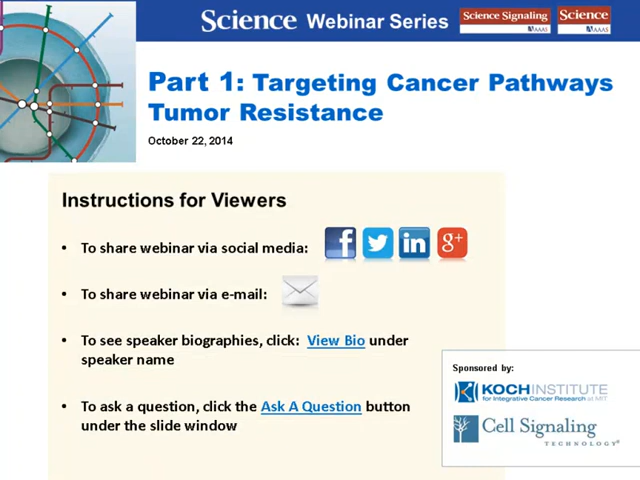 Science Webinar Series
Science Signaling
AAAS
Science
AAAS
Part 1: Targeting Cancer Pathways
Tumor Resistance
October 22, 2014
Instructions for Viewers
• To share webinar via social media:
f
in
g+
• To share webinar via e-mail:
• To see speaker biographies, click: View Bio under
speaker name
• To ask a question, click the Ask A Question button
under the slide window
Sponsored by:
KOCH INSTITUTE
for Integrative Cancer Research at MIT
Cell Signaling
TECHNOLOGY®